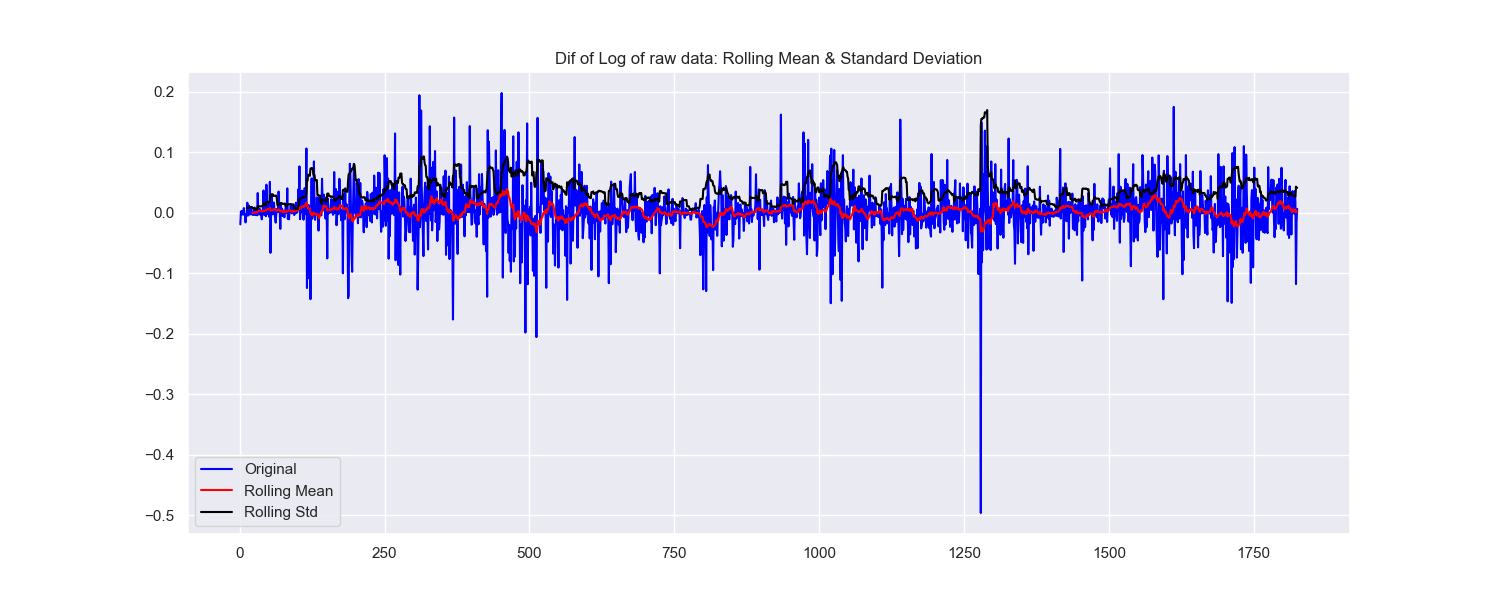 Dif of Log of raw data: Rolling Mean & Standard Deviation
0.2
0.1
0.0
−0.1
−0.2
−0.3
−0.4
−0.5
Original
Rolling Mean
Rolling Std
0 250 500 750 1000 1250 1500 1750